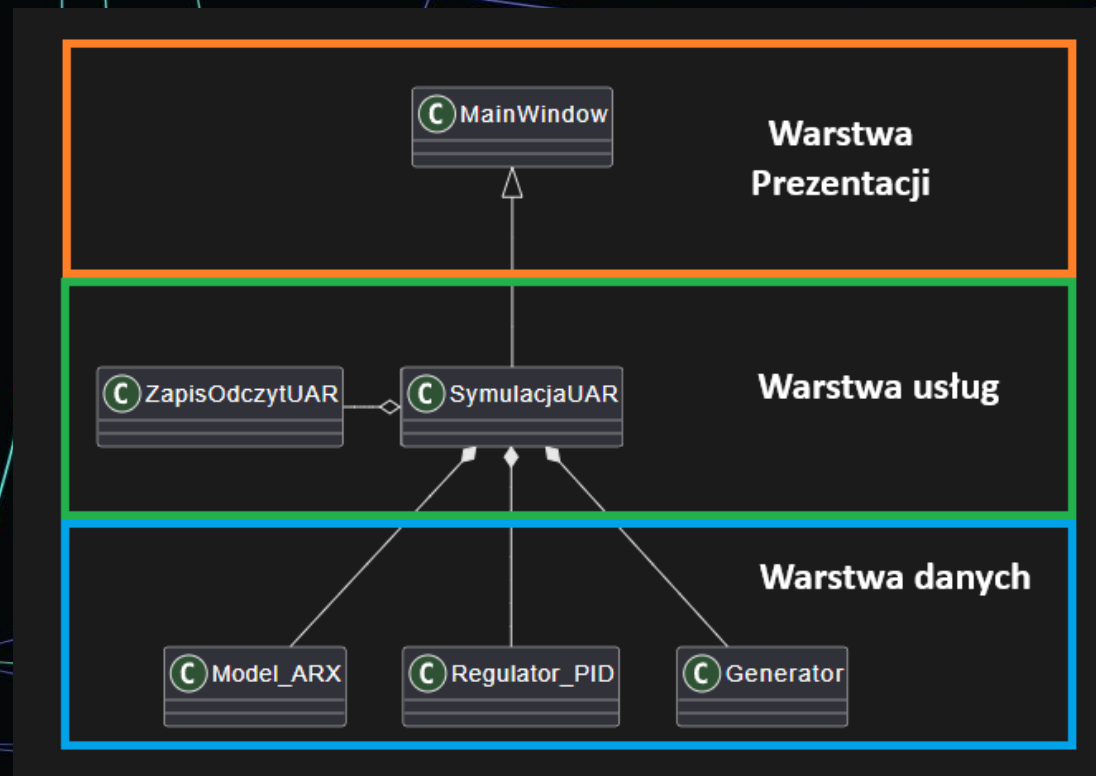 C MainWindow
Warstwa
Prezentacji
C ZapisOdczytUAR
C SymulacjaUAR
Warstwa usług
Warstwa danych
C Model_ARX
C Regulator_PID
C Generator